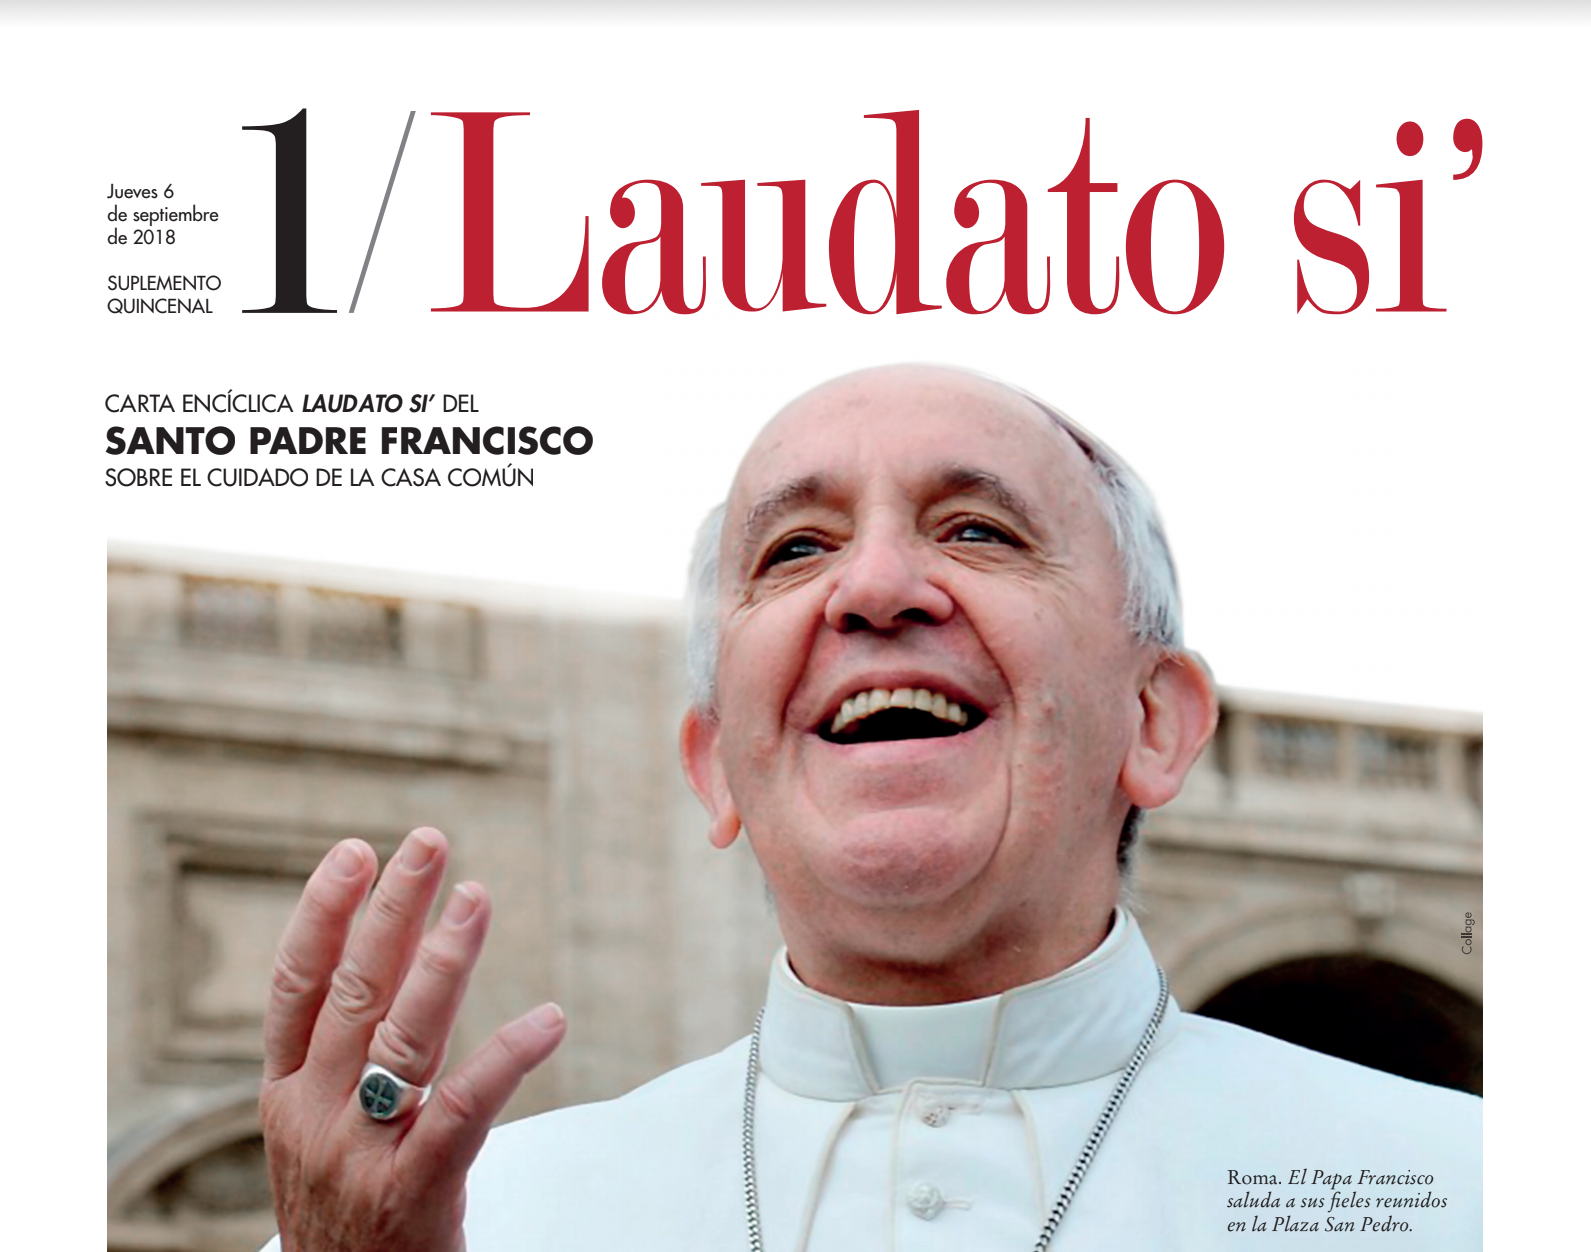 Jueves 6
de septiembre
de 2018
SUPLEMENTO
QUINCENAL
1/Laudato si’
CARTA ENCÍCLICA LAUDATO SI’ DEL
SANTO PADRE FRANCISCO
SOBRE EL CUIDADO DE LA CASA COMÚN
Collage
Roma. El Papa Francisco
saluda a sus fieles reunidos
en la Plaza San Pedro.